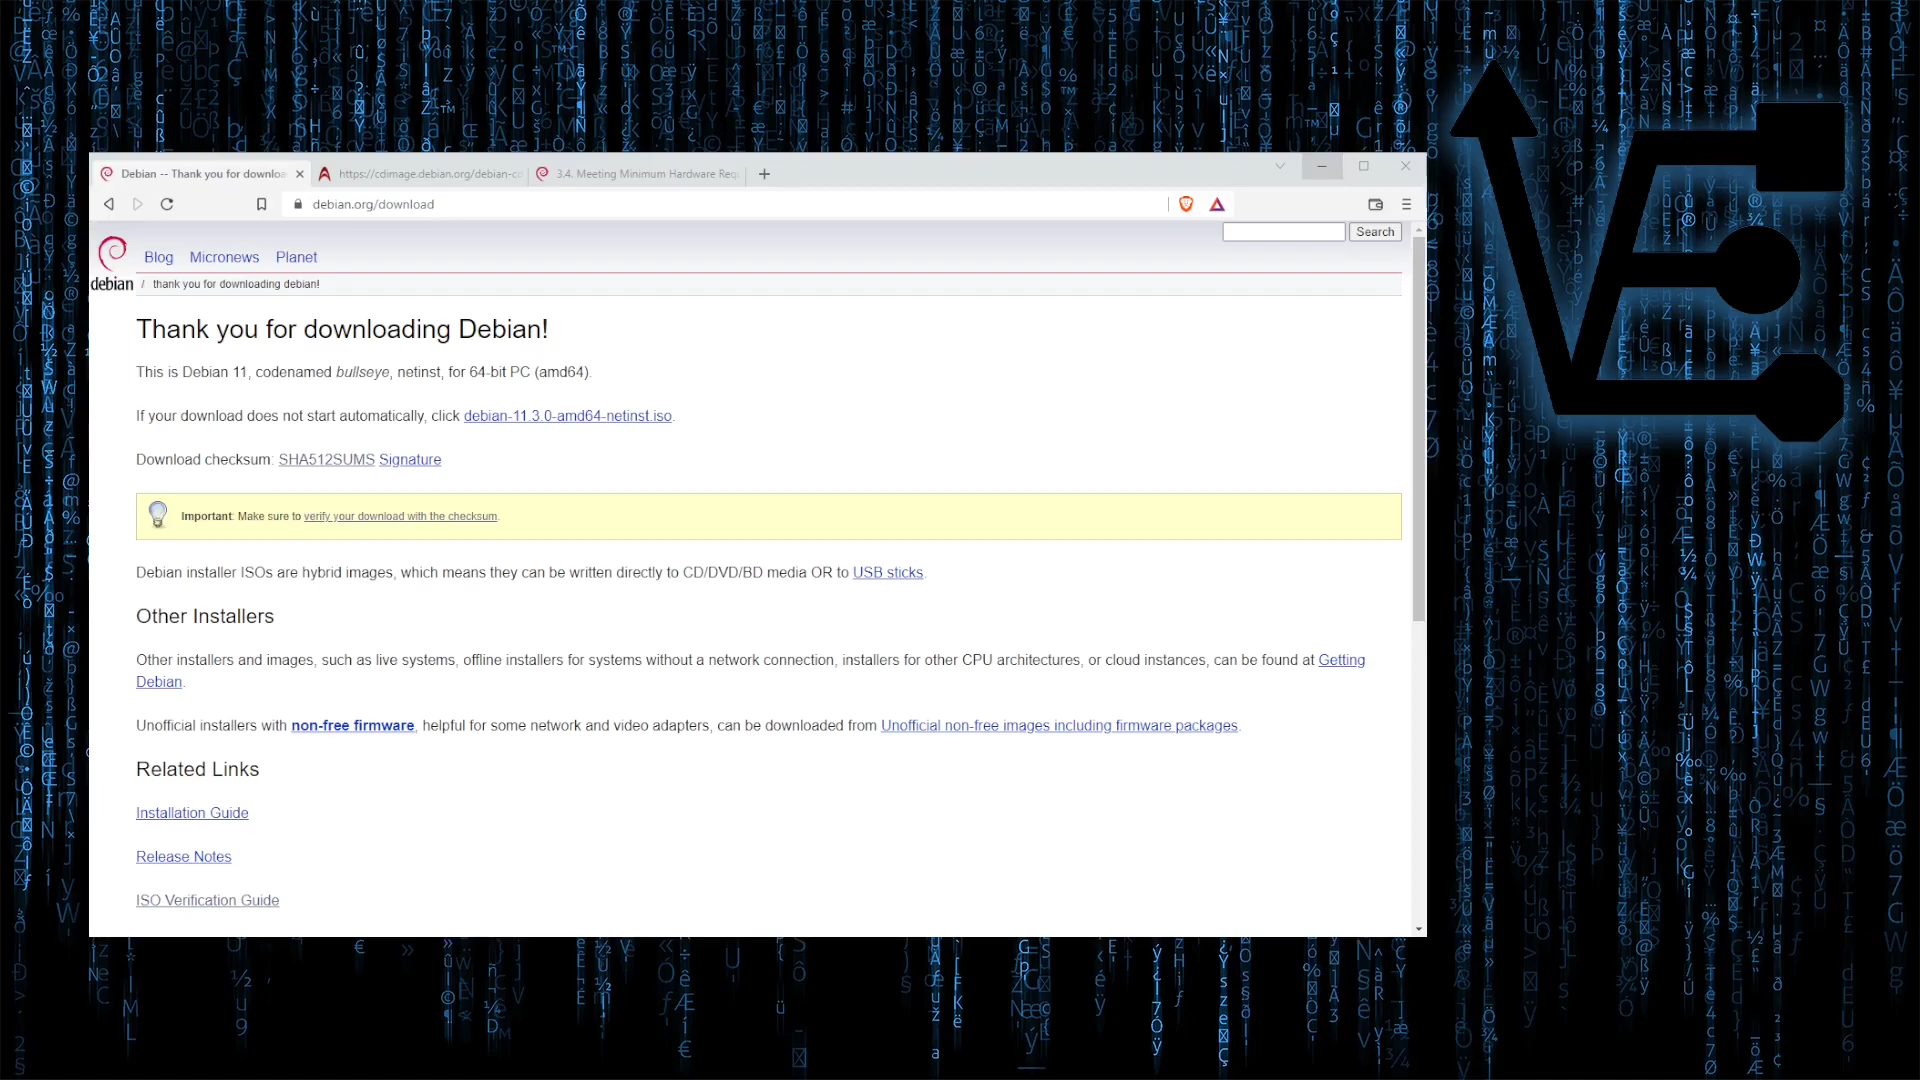 Debian -- Thank you for downloa
https://cdimage.debian.org/debian-cd
3.4. Meeting Minimum Hardware Requ
debian.org/download
Search
Blog Micronews Planet
debian / thank you for downloading debian!
Thank you for downloading Debian!
This is Debian 11, codenamed bullseye, netinst, for 64-bit PC (amd64).
If your download does not start automatically, click debian-11.3.0-amd64-netinst.iso.
Download checksum: SHA512SUMS Signature
Important: Make sure to verify your download with the checksum.
Debian installer ISOs are hybrid images, which means they can be written directly to CD/DVD/BD media OR to USB sticks.
Other Installers
Other installers and images, such as live systems, offline installers for systems without a network connection, installers for other CPU architectures, or cloud instances, can be found at Getting
Debian.
Unofficial installers with non-free firmware, helpful for some network and video adapters, can be downloaded from Unofficial non-free images including firmware packages.
Related Links
Installation Guide
Release Notes
ISO Verification Guide